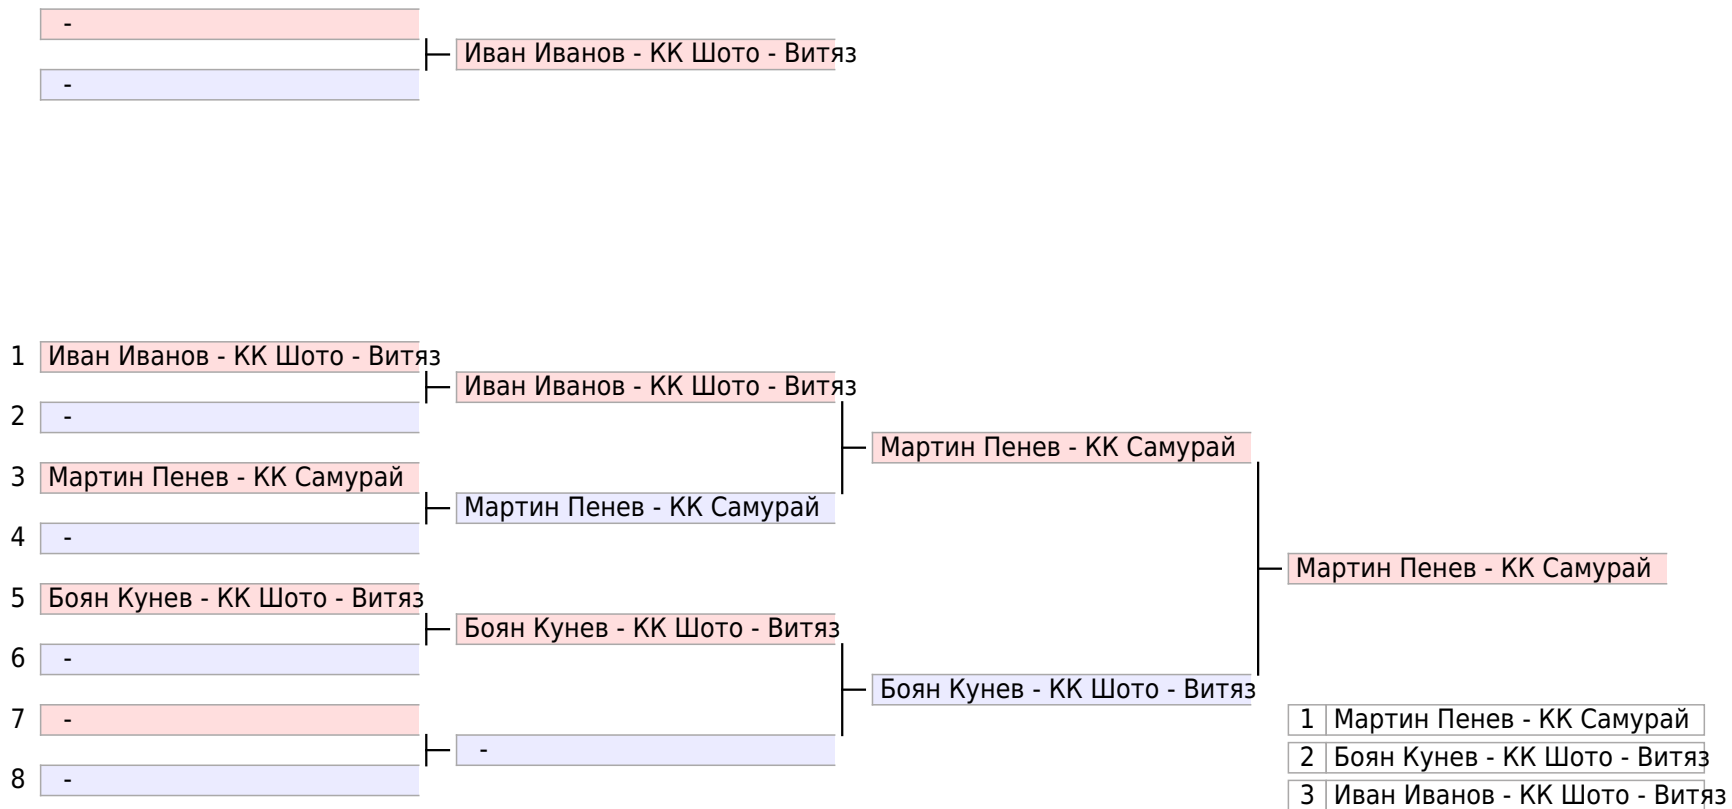 -
Иван Иванов - КК Шото - Витяз
-
1 Иван Иванов - КК Шото - Витяз
Иван Иванов - КК Шото - Витяз
2 -
Мартин Пенев - КК Самурай
3 Мартин Пенев - КК Самурай
Мартин Пенев - КК Самурай
4 -
Мартин Пенев - КК Самурай
5 Боян Кунев - КК Шото - Витяз
Боян Кунев - КК Шото - Витяз
6 -
Боян Кунев - КК Шото - Витяз
7 -
-
8 -
1 Мартин Пенев - КК Самурай
2 Боян Кунев - КК Шото - Витяз
3 Иван Иванов - КК Шото - Витяз